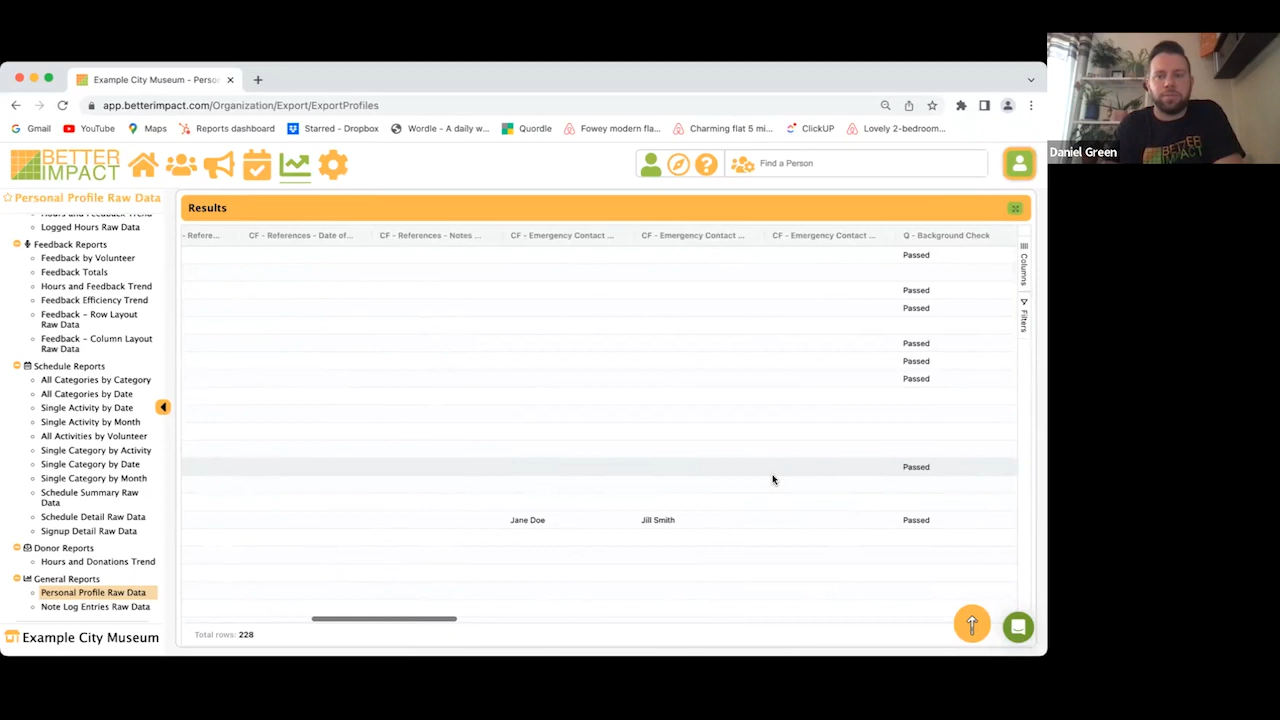 Example City Museum - Perso
app.betterimpact.com/Organization/Export/ExportProfiles
Gmail
YouTube
Maps
Reports dashboard
Starred - Dropbox
Wordle - A daily w...
Quordle
Fowey modern fla...
Charming flat 5 mi...
ClickUP
Lovely 2-bedroom...
BETTER
IMPACT
Find a Person
Daniel Green
BETTER
IMPACT
Personal Profile Raw Data
Hours and Feedback Trend
Logged Hours Raw Data
Feedback Reports
Feedback by Volunteer
Feedback Totals
Hours and Feedback Trend
Feedback Efficiency Trend
Feedback - Row Layout
Raw Data
Feedback - Column Layout
Raw Data
Schedule Reports
All Categories by Category
All Categories by Date
Single Activity by Date
Single Activity by Month
All Activities by Volunteer
Single Category by Activity
Single Category by Date
Single Category by Month
Schedule Summary Raw
Data
Schedule Detail Raw Data
Signup Detail Raw Data
Donor Reports
Hours and Donations Trend
General Reports
Personal Profile Raw Data
Note Log Entries Raw Data
Example City Museum
Results
- Refere... CF - References - Date of... CF - References - Notes ... CF - Emergency Contact ... CF - Emergency Contact ... CF - Emergency Contact ... Q - Background Check
Passed
Passed
Passed
Passed
Passed
Passed
Passed
Jane Doe Jill Smith Passed
Columns
Filters
Total rows: 228